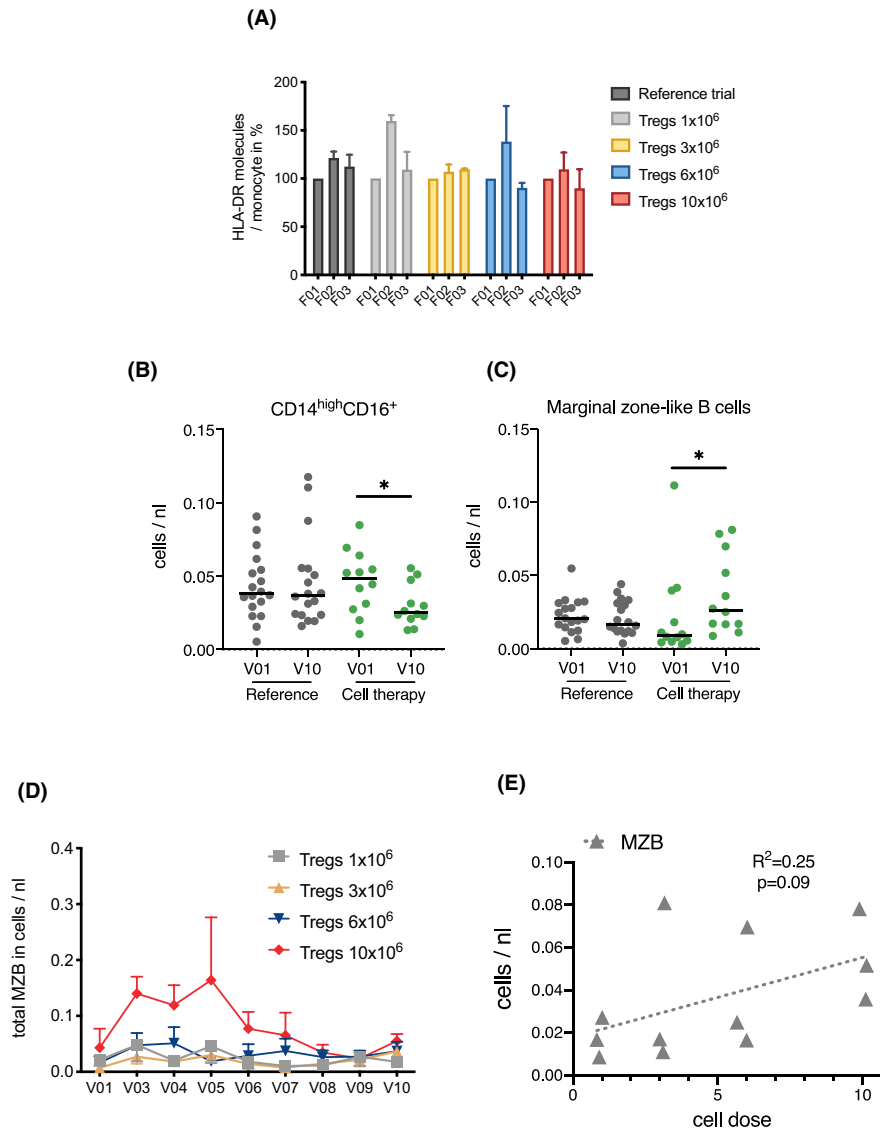 (A)
HLA-DR molecules
/ monocyte in %
200
150
100
50
0
F01 F02 F03 F01 F02 F03 F01 F02 F03 F01 F02 F03 F01 F02 F03
Reference trial
Tregs 1x10⁶
Tregs 3x10⁶
Tregs 6x10⁶
Tregs 10x10⁶
(B)
CD14highCD16+
cells / nl
0.15
0.10
0.05
0.00
*
V01 V10 V01 V10
Reference Cell therapy
(C)
Marginal zone-like B cells
cells / nl
0.15
0.10
0.05
0.00
*
V01 V10 V01 V10
Reference Cell therapy
(D)
total MZB in cells / nl
0.4
0.3
0.2
0.1
0.0
V01 V03 V04 V05 V06 V07 V08 V09 V10
Tregs 1x10⁶
Tregs 3x10⁶
Tregs 6x10⁶
Tregs 10x10⁶
(E)
MZB
R²=0.25
p=0.09
cells / nl
0.10
0.08
0.06
0.04
0.02
0.00
0 5 10
cell dose